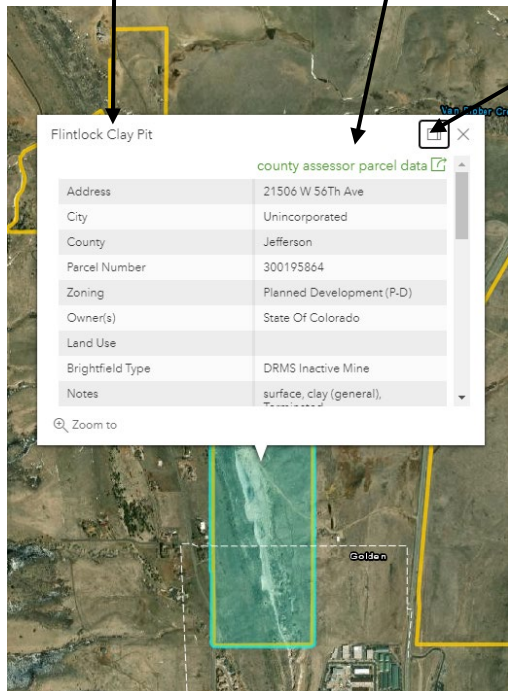 Van Bibber Cr
Flintlock Clay Pit
county assessor parcel data
Address 21506 W 56Th Ave
City Unincorporated
County Jefferson
Parcel Number 300195864
Zoning Planned Development (P-D)
Owner(s) State Of Colorado
Land Use
Brightfield Type DRMS Inactive Mine
Notes surface, clay (general),
Terminated
Zoom to
Golden